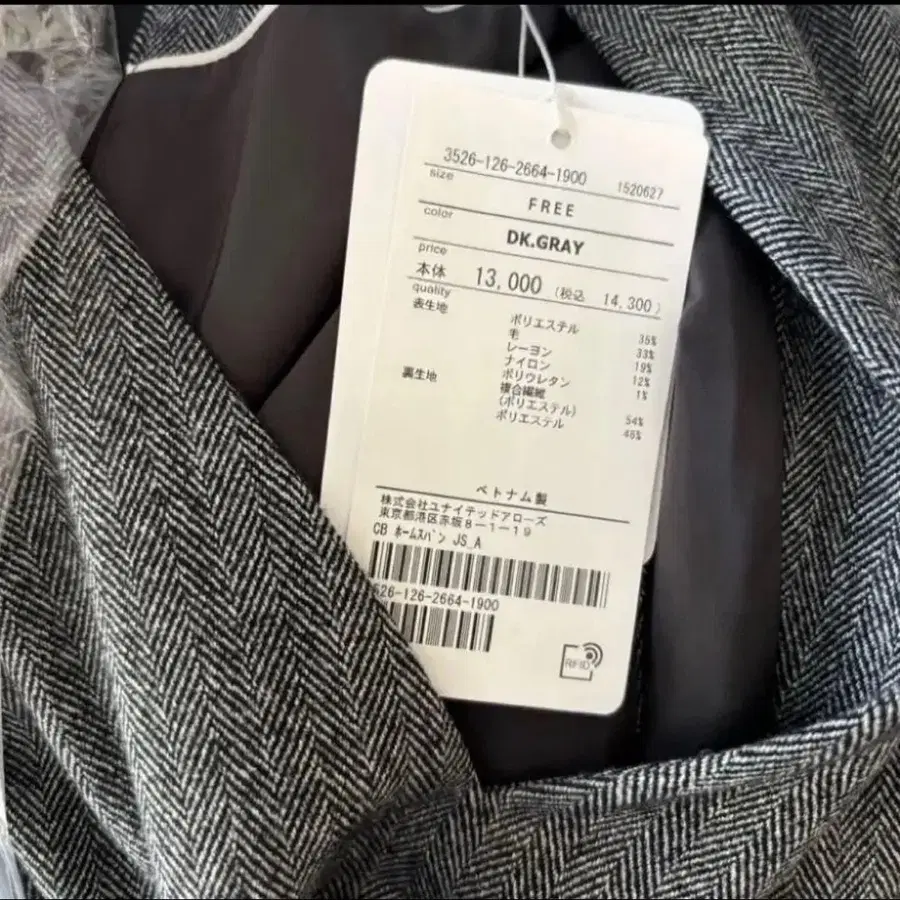 3526-126-2664-1900 1520627
size
FREE
color
DK.GRAY
price
本体 13,000 (税込 14,300)
quality
表生地 ポリエステル 35%
毛 33%
レーヨン 19%
ナイロン 12%
ポリウレタン 1%
裏生地 複合繊維
(ポリエステル) 54%
ポリエステル 46%
ベトナム製
株式会社ユナイテッドアローズ
東京都港区赤坂8-1-19
CB ホームスパン JS_A
526-126-2664-1900
RFID